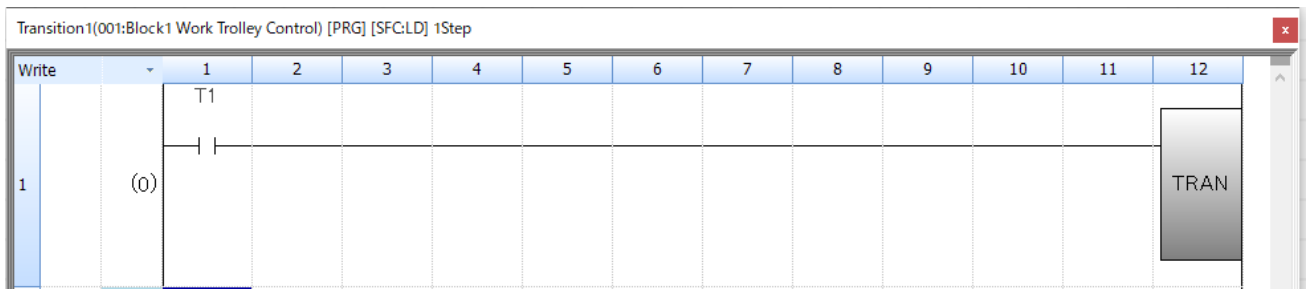 Transition1(001:Block1 Work Trolley Control) [PRG] [SFC:LD] 1Step
x
Write 1 2 3 4 5 6 7 8 9 10 11 12
T1
1 (0) TRAN